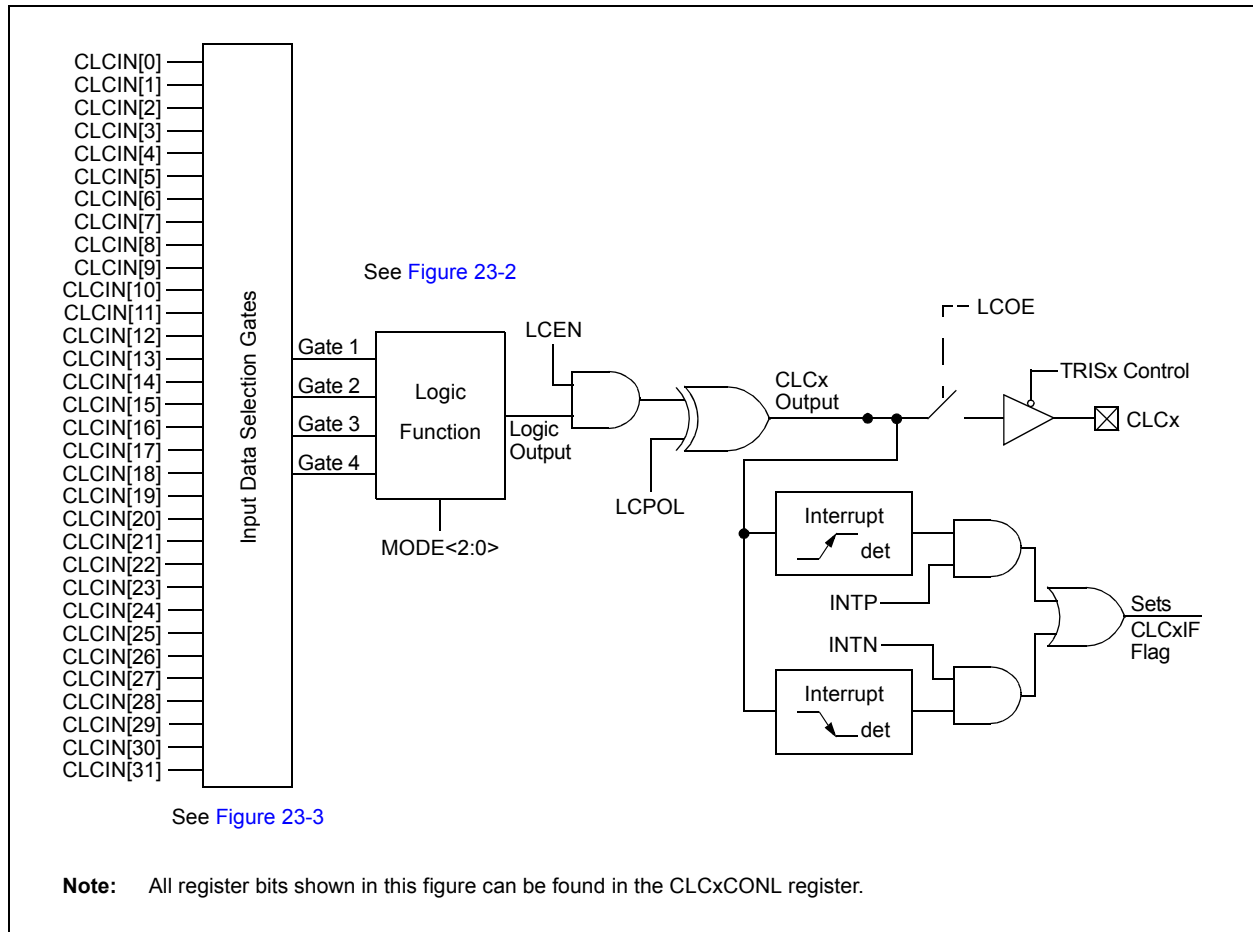 CLCIN[0]
CLCIN[1]
CLCIN[2]
CLCIN[3]
CLCIN[4]
CLCIN[5]
CLCIN[6]
CLCIN[7]
CLCIN[8]
CLCIN[9]
CLCIN[10]
CLCIN[11]
CLCIN[12]
CLCIN[13]
CLCIN[14]
CLCIN[15]
CLCIN[16]
CLCIN[17]
CLCIN[18]
CLCIN[19]
CLCIN[20]
CLCIN[21]
CLCIN[22]
CLCIN[23]
CLCIN[24]
CLCIN[25]
CLCIN[26]
CLCIN[27]
CLCIN[28]
CLCIN[29]
CLCIN[30]
CLCIN[31]
Input Data Selection Gates
See Figure 23-3
Gate 1
Gate 2
Gate 3
Gate 4
See Figure 23-2
Logic
Function
MODE<2:0>
Logic
Output
LCEN
LCPOL
CLCx
Output
LCOE
TRISx Control
CLCx
Interrupt
det
INTP
INTN
Interrupt
det
Sets
CLCxIF
Flag
Note: All register bits shown in this figure can be found in the CLCxCONL register.